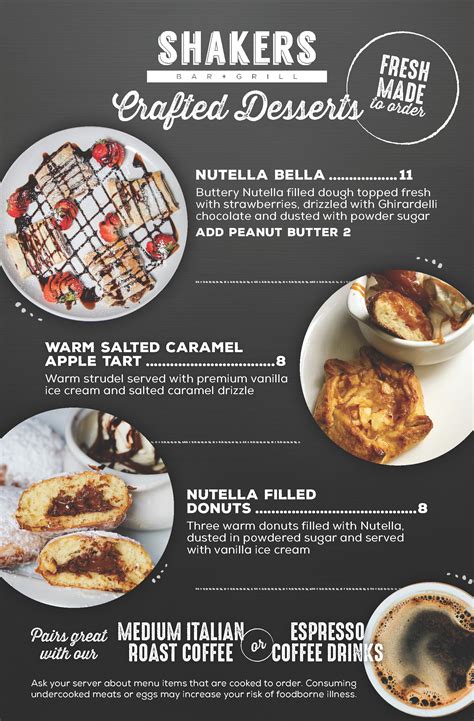 SHAKERS
BAR + GRILL
Crafted Desserts
FRESH
MADE
to order
NUTELLA BELLA ................11
Buttery Nutella filled dough topped fresh
with strawberries, drizzled with Ghirardelli
chocolate and dusted with powder sugar
ADD PEANUT BUTTER 2
WARM SALTED CARAMEL
APPLE TART ..............................8
Warm strudel served with premium vanilla
ice cream and salted caramel drizzle
NUTELLA FILLED
DONUTS .....................................8
Three warm donuts filled with Nutella,
dusted in powdered sugar and served
with vanilla ice cream
Pairs great
with our
MEDIUM ITALIAN
ROAST COFFEE
or
ESPRESSO
COFFEE DRINKS
Ask your server about menu items that are cooked to order. Consuming
undercooked meats or eggs may increase your risk of foodborne illness.